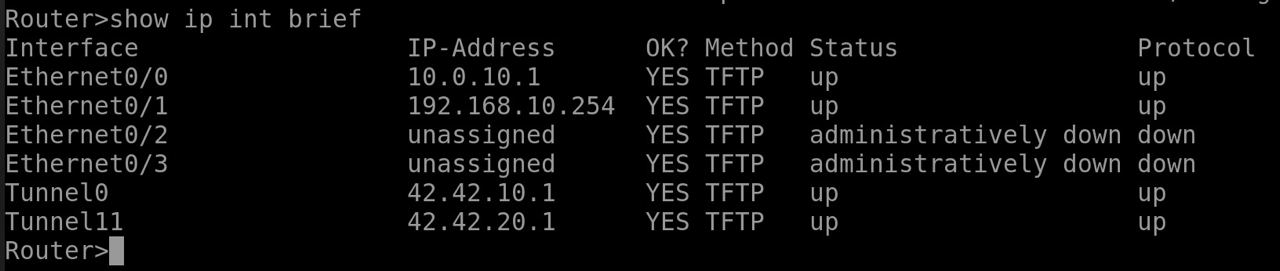 Router>show ip int brief
Interface                  IP-Address      OK? Method Status                Protocol
Ethernet0/0                10.0.10.1       YES TFTP   up                    up
Ethernet0/1                192.168.10.254  YES TFTP   up                    up
Ethernet0/2                unassigned      YES TFTP   administratively down down
Ethernet0/3                unassigned      YES TFTP   administratively down down
Tunnel0                    42.42.10.1      YES TFTP   up                    up
Tunnel11                   42.42.20.1      YES TFTP   up                    up
Router>